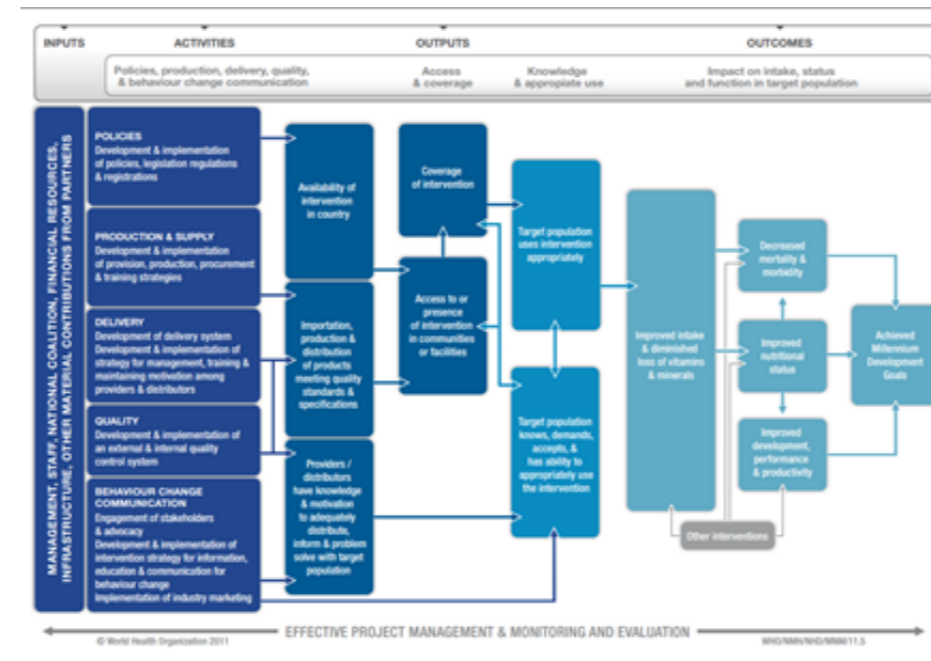 INPUTS
ACTIVITIES
OUTPUTS
OUTCOMES
Policies, production, delivery, quality,
& behaviour change communication
Access
& coverage
Knowledge
& appropiate use
Impact on intake, status
and function in target population
MANAGEMENT, STAFF, NATIONAL COALITION, FINANCIAL RESOURCES,
INFRASTRUCTURE, OTHER MATERIAL CONTRIBUTIONS FROM PARTNERS
POLICIES
Development & implementation
of policies, legislation regulations
& registrations
PRODUCTION & SUPPLY
Development & implementation
of provision, production, procurement
& training strategies
DELIVERY
Development of delivery system
Development & implementation of
strategy for management, training &
maintaining motivation among
providers & distributors
QUALITY
Development & implementation of
an external & internal quality
control system
BEHAVIOUR CHANGE
COMMUNICATION
Engagement of stakeholders
& advocacy
Development & implementation of
intervention strategy for information,
education & communication for
behaviour change
Implementation of industry marketing
Availability of
intervention
in country
Importation,
production &
distribution
of products
meeting quality
standards &
specifications
Providers /
distributors
have knowledge
& motivation
to adequately
distribute,
inform & problem
solve with target
population
Coverage
of intervention
Access to or
presence
of intervention
in communities
or facilities
Target population
uses intervention
appropriately
Target population
knows, demands,
accepts, &
has ability to
appropriately use
the intervention
Improved intake
& diminished
loss of vitamins
& minerals
Decreased
mortality &
morbidity
Improved
nutritional
status
Improved
development,
performance
& productivity
Achieved
Millennium
Development
Goals
Other interventions
EFFECTIVE PROJECT MANAGEMENT & MONITORING AND EVALUATION
© World Health Organization 2011
WHO/NMH/NHD/MNM/11.5